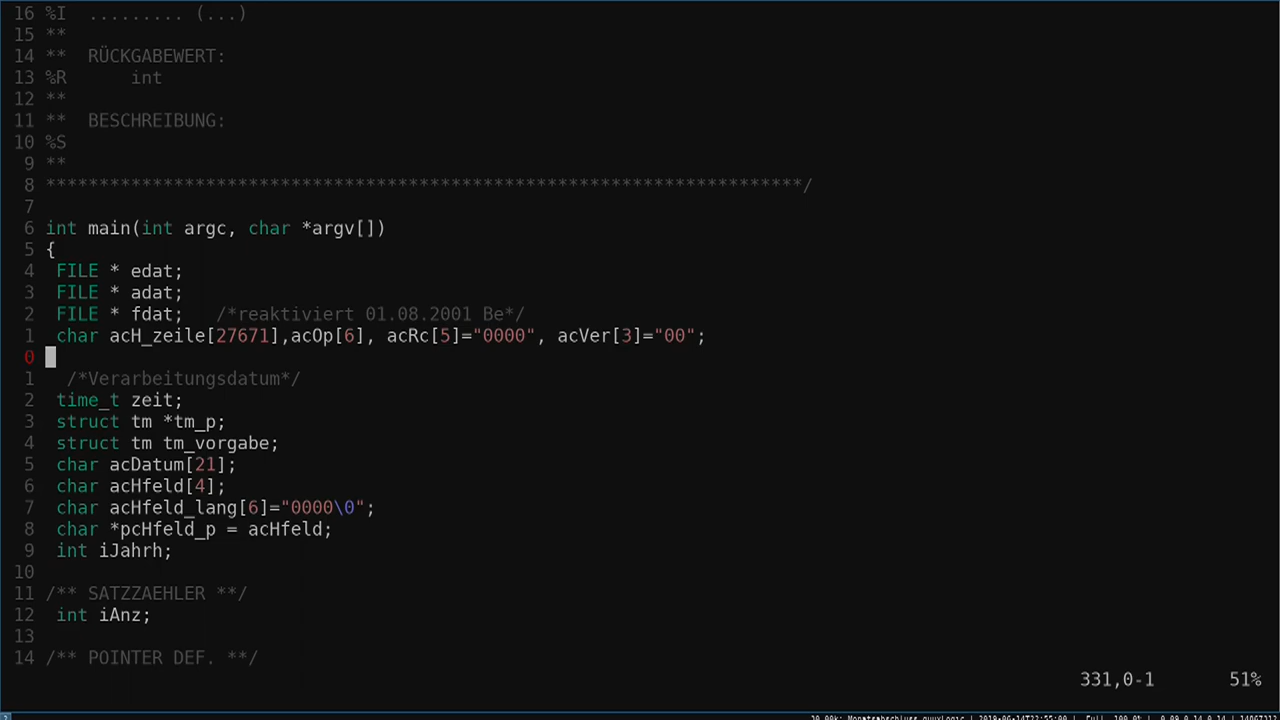 16 %I  ......... (...)
15 **
14 **  RÜCKGABEWERT:
13 %R      int
12 **
11 **  BESCHREIBUNG:
10 %S
9 **
8 ***********************************************************************/
7
6 int main(int argc, char *argv[])
5 {
4  FILE * edat;
3  FILE * adat;
2  FILE * fdat;   /*reaktiviert 01.08.2001 Be*/
1  char acH_zeile[27671],acOp[6], acRc[5]="0000", acVer[3]="00";
0
1   /*Verarbeitungsdatum*/
2  time_t zeit;
3  struct tm *tm_p;
4  struct tm tm_vorgabe;
5  char acDatum[21];
6  char acHfeld[4];
7  char acHfeld_lang[6]="0000\0";
8  char *pcHfeld_p = acHfeld;
9  int iJahrh;
10
11 /** SATZZAEHLER **/
12  int iAnz;
13
14 /** POINTER DEF. **/
331,0-1 51%